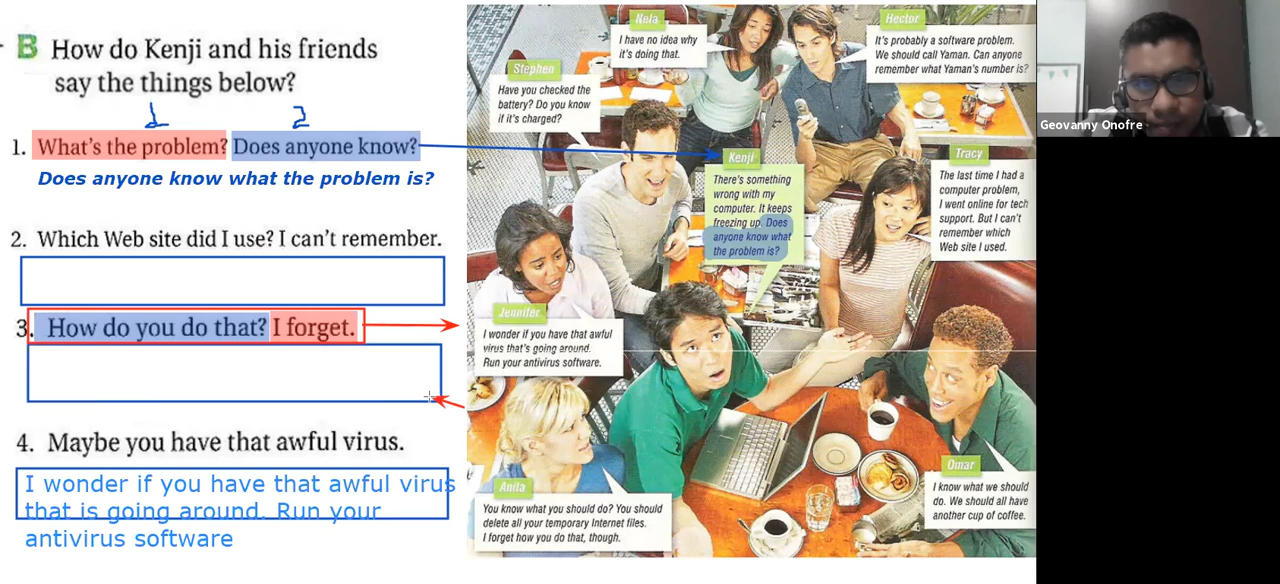 B How do Kenji and his friends
say the things below?
1 2
1. What's the problem? Does anyone know?
Does anyone know what the problem is?
2. Which Web site did I use? I can't remember.
3. How do you do that? I forget.
4. Maybe you have that awful virus.
I wonder if you have that awful virus
that is going around. Run your
antivirus software
Nela
I have no idea why
it's doing that.
Hector
It's probably a software problem.
We should call Yaman. Can anyone
remember what Yaman's number is?
Stephen
Have you checked the
battery? Do you know
if it's charged?
Kenji
There's something
wrong with my
computer. It keeps
freezing up. Does
anyone know what
the problem is?
Tracy
The last time I had a
computer problem,
I went online for tech
support. But I can't
remember which
Web site I used.
Jennifer
I wonder if you have that awful
virus that's going around.
Run your antivirus software.
Anita
You know what you should do? You should
delete all your temporary Internet files.
I forget how you do that, though.
Omar
I know what we should
do. We should all have
another cup of coffee.
Geovanny Onofre